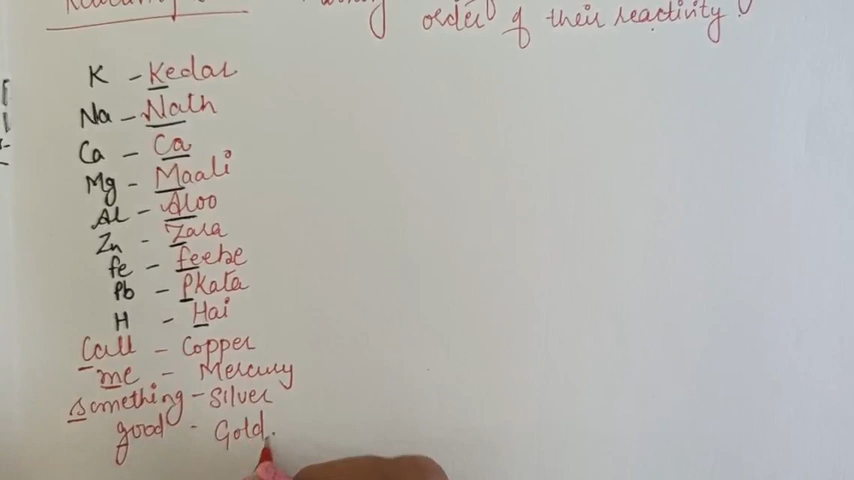 order of their reactivity.
K - Kedar
Na - Nath
Ca - Ca
Mg - Maali
Al - Aloo
Zn - Zara
Fe - feebe
Pb - Pkata
H - Hai
Call - Copper
me - Mercury
something - Silver
good - Gold.